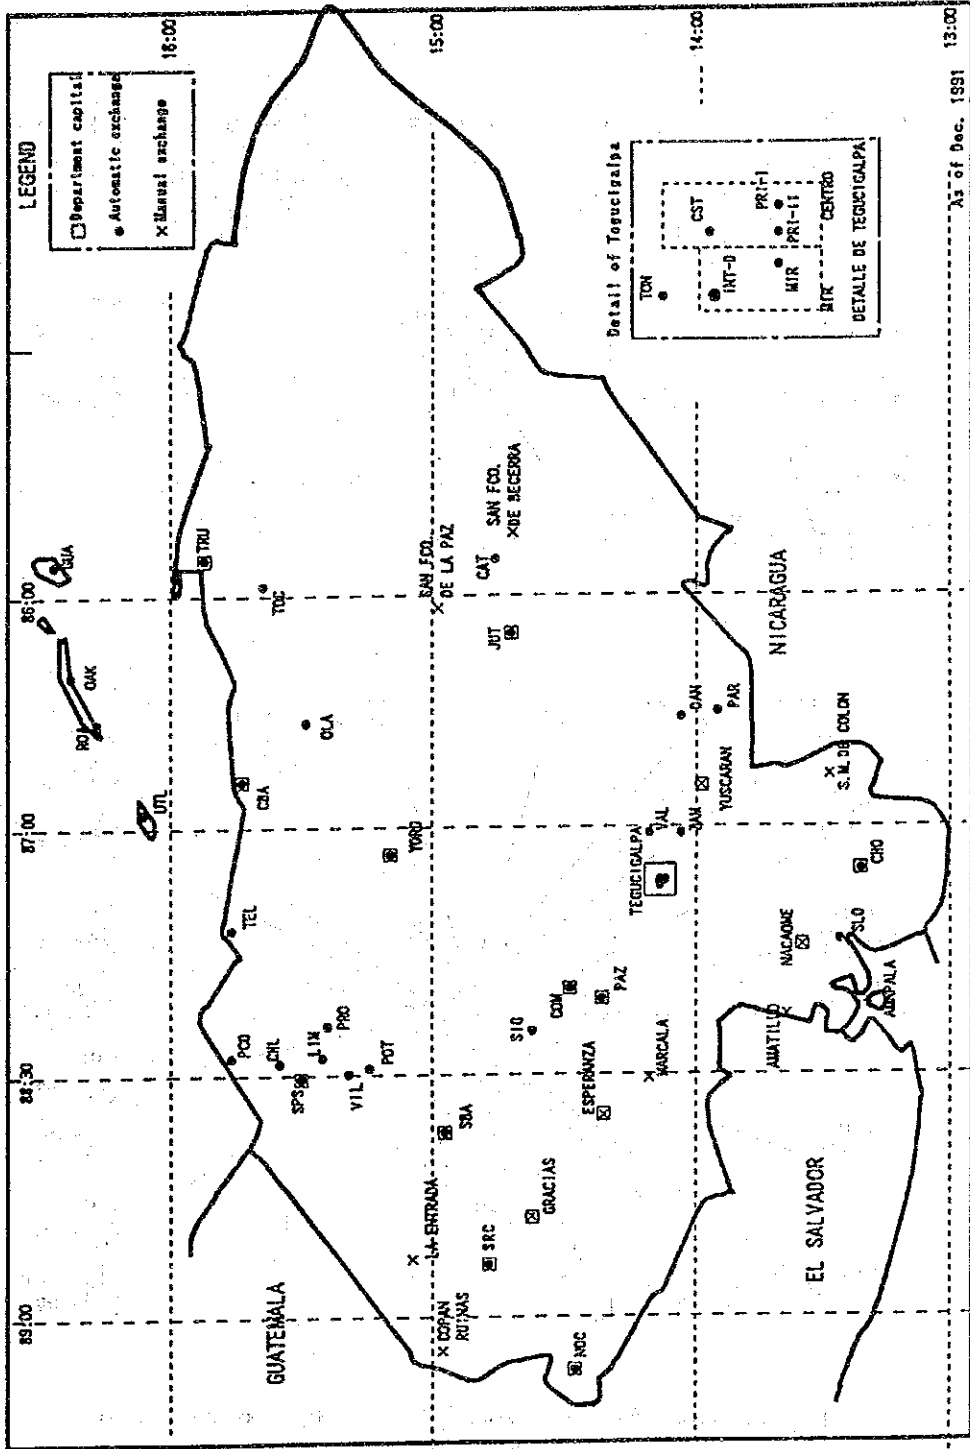 89:00
88:30
87:00
86:00
LEGEND
Department capital
Automatic exchange
Manual exchange
16:00
15:00
14:00
13:00
GUA
OAK
ROA
UTL
TRU
TOC
CBA
OLA
TEL
YORO
PCO
CHL
SPS
LIM
PRO
VIL
POT
SBA
GUATEMALA
LA ENTRADA
COPAN
RUINAS
SRC
GRACIAS
NOC
ESPERANZA
SIG
COM
PAZ
MARCALA
SAN FCO.
DE LA PAZ
CAT
SAN FCO.
DE BECERRA
JUT
DAN
PAR
YUSCARAN
VAL
JAM
TEGUCIGALPA
NICARAGUA
S.M. DE COLON
CHO
NACAOME
SLO
AMAPALA
AMATILLO
EL SALVADOR
Detail of Tegucigalpa
TON
CST
INT-D
PRI-I
PRI-II
MIR
MIR
CENTRO
DETALLE DE TEGUCIGALPA
As of Dec. 1991